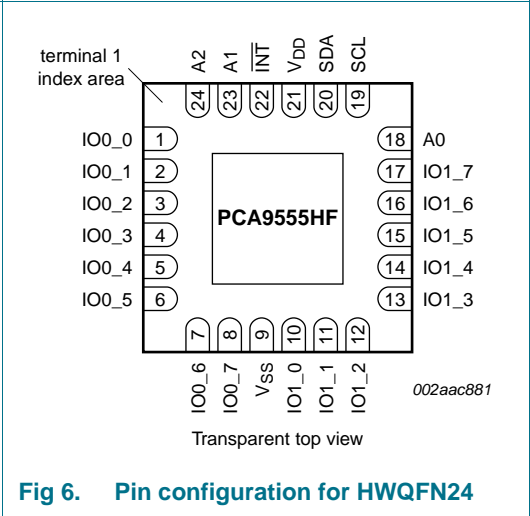 terminal 1
index area
A2 A1 INT VDD SDA SCL
24 23 22 21 20 19
IO0_0 1 18 A0
IO0_1 2 17 IO1_7
IO0_2 3 16 IO1_6
PCA9555HF
IO0_3 4 15 IO1_5
IO0_4 5 14 IO1_4
IO0_5 6 13 IO1_3
7 8 9 10 11 12
IO0_6 IO0_7 VSS IO1_0 IO1_1 IO1_2
002aac881
Transparent top view
Fig 6. Pin configuration for HWQFN24